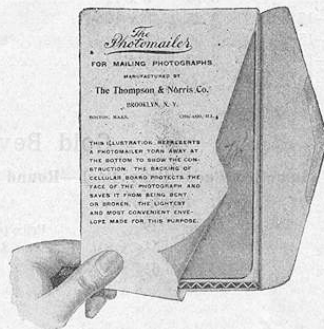 The
Photomailer
FOR MAILING PHOTOGRAPHS
MANUFACTURED BY
The Thompson & Norris Co.
BROOKLYN, N. Y.
BOSTON, MASS. CHICAGO, ILL.
THIS ILLUSTRATION REPRESENTS
A PHOTOMAILER TORN AWAY AT
THE BOTTOM TO SHOW THE CON-
STRUCTION. THE BACKING OF
CELLULAR BOARD PROTECTS THE
FACE OF THE PHOTOGRAPH AND
SAVES IT FROM BEING BENT
OR BROKEN. THE LIGHTEST
AND MOST CONVENIENT ENVE-
LOPE MADE FOR THIS PURPOSE.